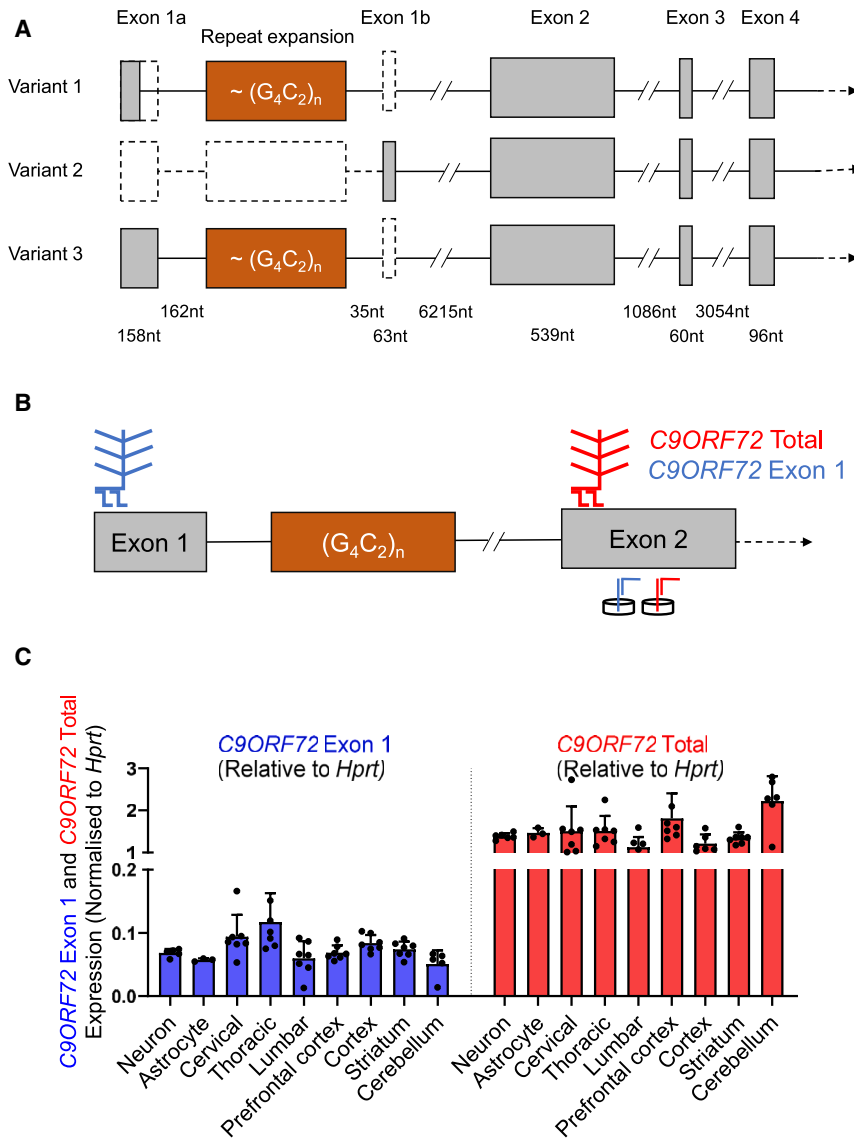 A
Exon 1a
Exon 1b
Exon 2
Exon 3
Exon 4
Repeat expansion
Variant 1
~ (G4C2)n
Variant 2
Variant 3
~ (G4C2)n
162nt
35nt
6215nt
1086nt
3054nt
158nt
63nt
539nt
60nt
96nt
B
C9ORF72 Total
C9ORF72 Exon 1
Exon 1
(G4C2)n
Exon 2
C
C9ORF72 Exon 1 and C9ORF72 Total
Expression (Normalised to Hprt)
C9ORF72 Exon 1
(Relative to Hprt)
C9ORF72 Total
(Relative to Hprt)
3
2
1
0.2
0.1
0.0
Neuron
Astrocyte
Cervical
Thoracic
Lumbar
Prefrontal cortex
Cortex
Striatum
Cerebellum
Neuron
Astrocyte
Cervical
Thoracic
Lumbar
Prefrontal cortex
Cortex
Striatum
Cerebellum